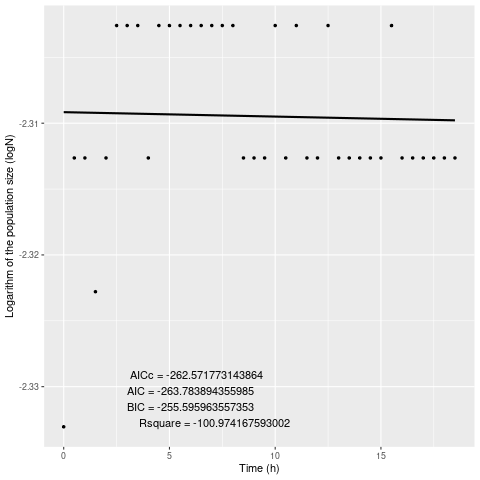 -2.31
-2.32
-2.33
Logarithm of the population size (logN)
AICc = -262.571773143864
AIC = -263.783894355985
BIC = -255.595963557353
Rsquare = -100.974167593002
0 5 10 15
Time (h)